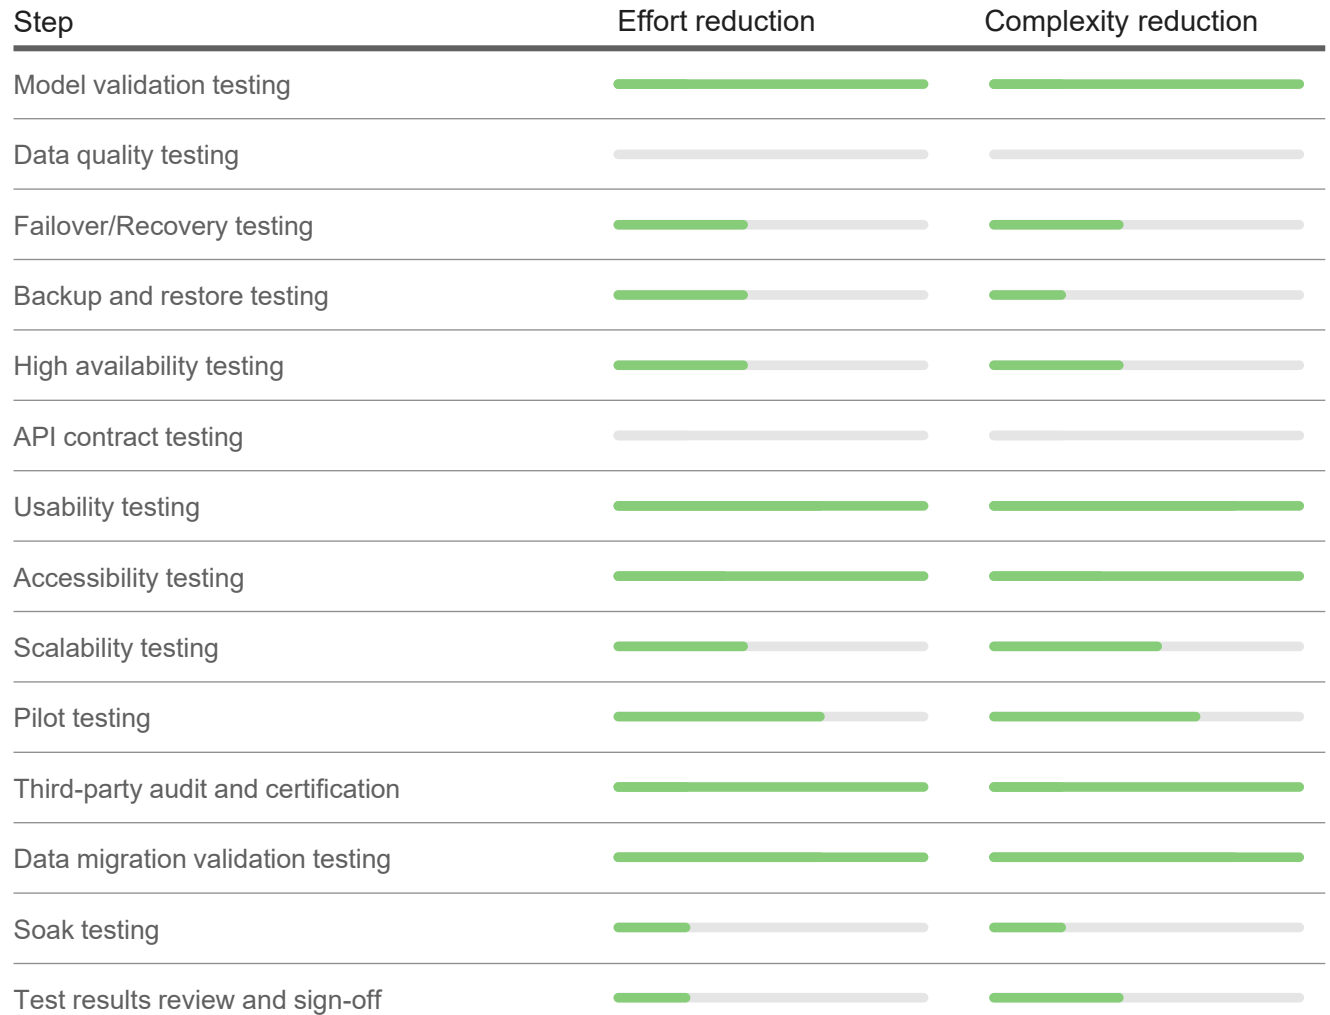 Step Effort reduction Complexity reduction
Model validation testing
Data quality testing
Failover/Recovery testing
Backup and restore testing
High availability testing
API contract testing
Usability testing
Accessibility testing
Scalability testing
Pilot testing
Third-party audit and certification
Data migration validation testing
Soak testing
Test results review and sign-off